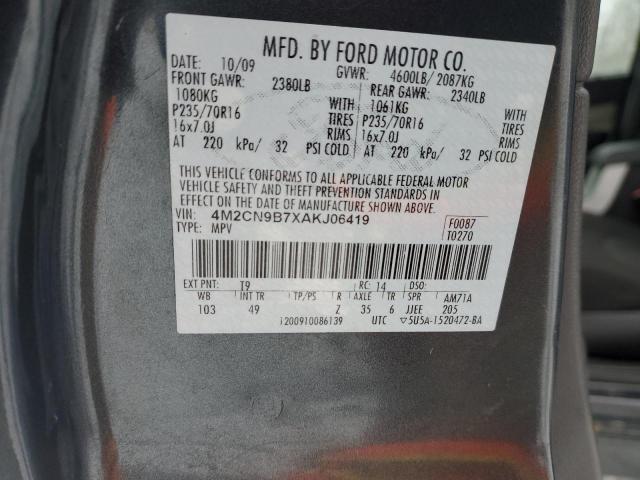 MFD. BY FORD MOTOR CO.
DATE: 10/09 GVWR: 4600LB/ 2087KG
FRONT GAWR: 2380LB REAR GAWR: 2340LB
1080KG WITH 1061KG WITH
P235/70R16 TIRES P235/70R16 TIRES
16x7.0J RIMS 16x7.0J RIMS
AT 220 kPa/ 32 PSI COLD AT 220 kPa/ 32 PSI COLD
THIS VEHICLE CONFORMS TO ALL APPLICABLE FEDERAL MOTOR
VEHICLE SAFETY AND THEFT PREVENTION STANDARDS IN
EFFECT ON THE DATE OF MANUFACTURE SHOWN ABOVE.
VIN: 4M2CN9B7XAKJ06419 F0087
TYPE: MPV T0270
EXT PNT: T9 RC: 14 DSO:
WB INT TR TP/PS R AXLE TR SPR AM71A
103 49 Z 35 6 JJEE 205
1200910086139 UTC ▽5U5A-1520472-BA